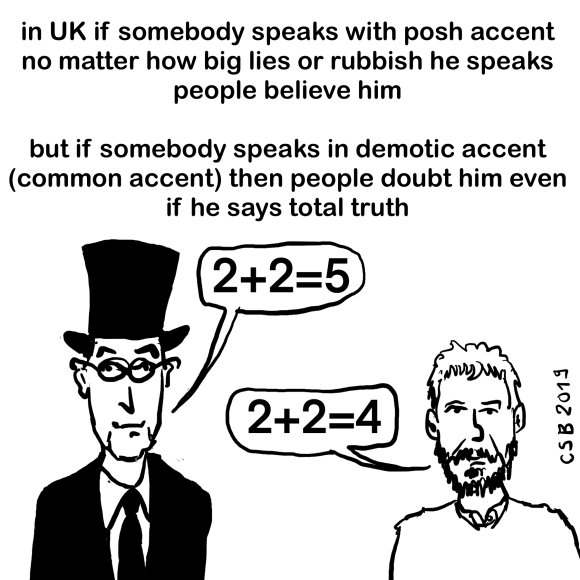 in UK if somebody speaks with posh accent
no matter how big lies or rubbish he speaks
people believe him
but if somebody speaks in demotic accent
(common accent) then people doubt him even
if he says total truth
2+2=5
2+2=4
CSB 2019